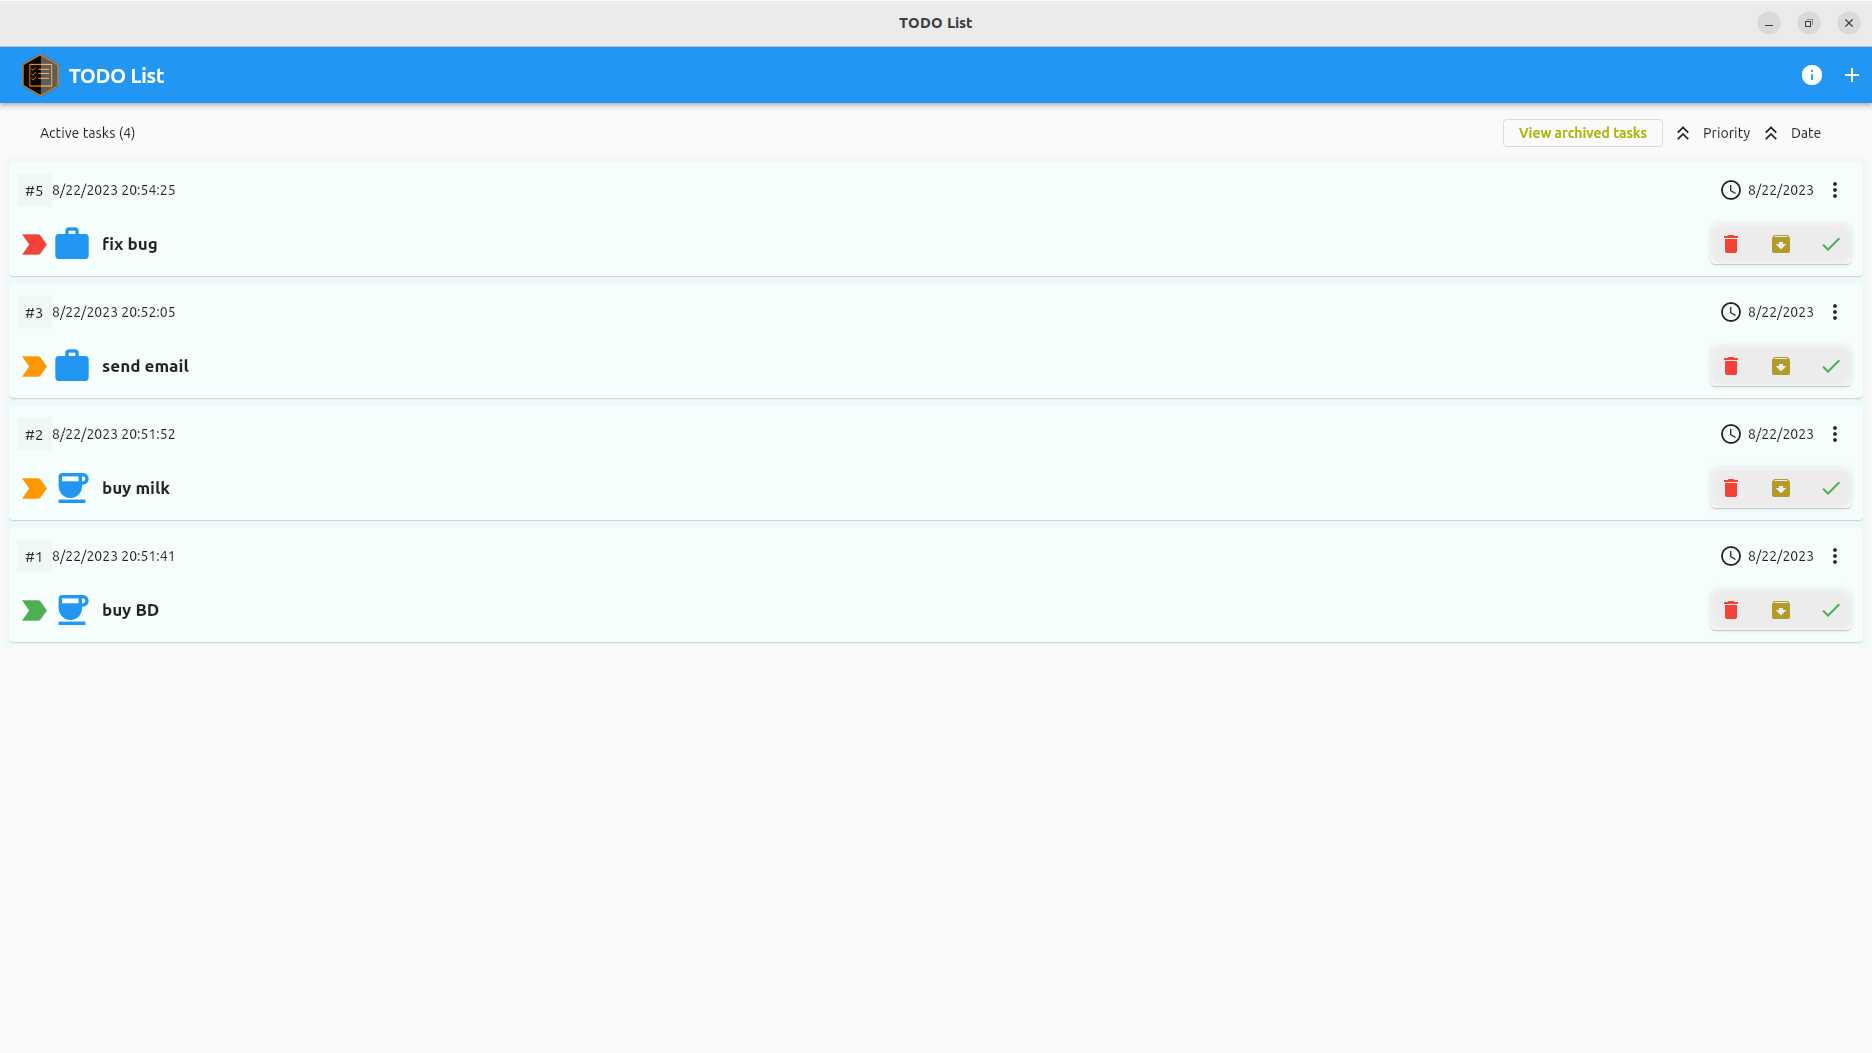 TODO List
TODO List
Active tasks (4)
View archived tasks
Priority
Date
#5 8/22/2023 20:54:25
8/22/2023
fix bug
#3 8/22/2023 20:52:05
8/22/2023
send email
#2 8/22/2023 20:51:52
8/22/2023
buy milk
#1 8/22/2023 20:51:41
8/22/2023
buy BD